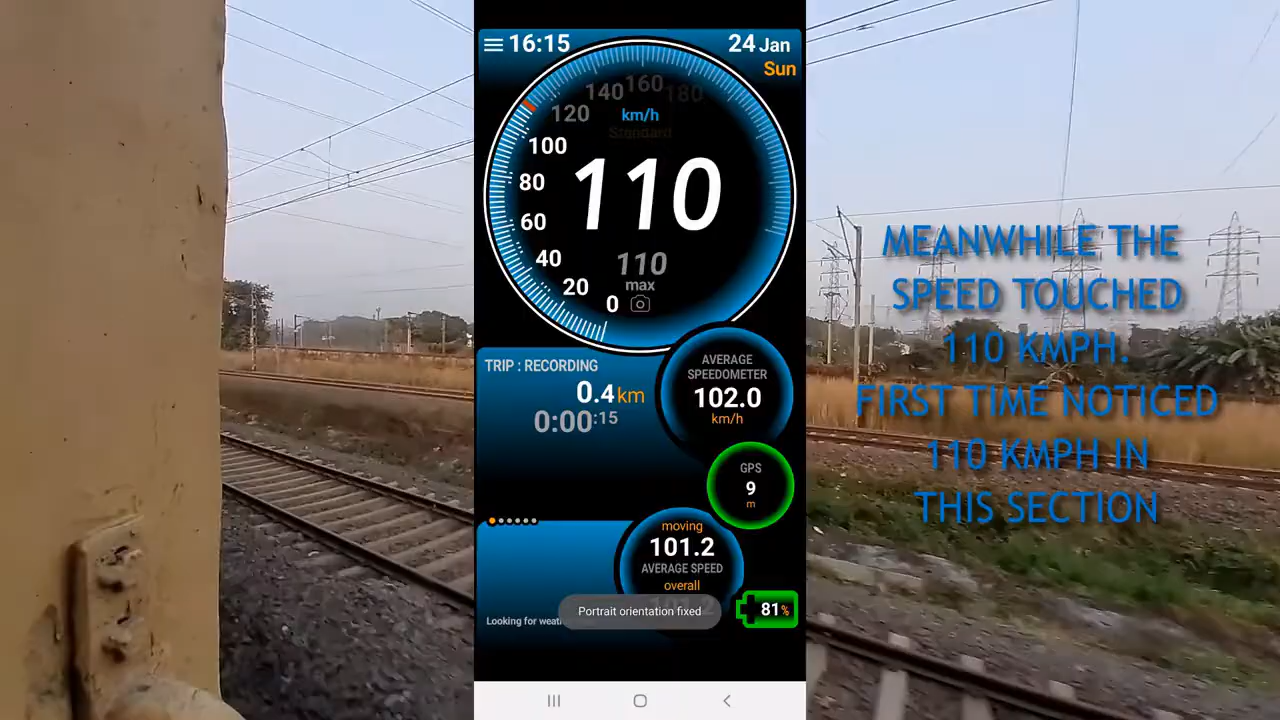 16:15
24 Jan
Sun
140 160 180
120
km/h
Standard
100
110
80
60
40
110
max
20
0
TRIP : RECORDING
0.4 km
0:00:15
AVERAGE
SPEEDOMETER
102.0
km/h
GPS
9
m
moving
101.2
AVERAGE SPEED
overall
Portrait orientation fixed
81%
Looking for
MEANWHILE THE
SPEED TOUCHED
110 KMPH.
FIRST TIME NOTICED
110 KMPH IN
THIS SECTION